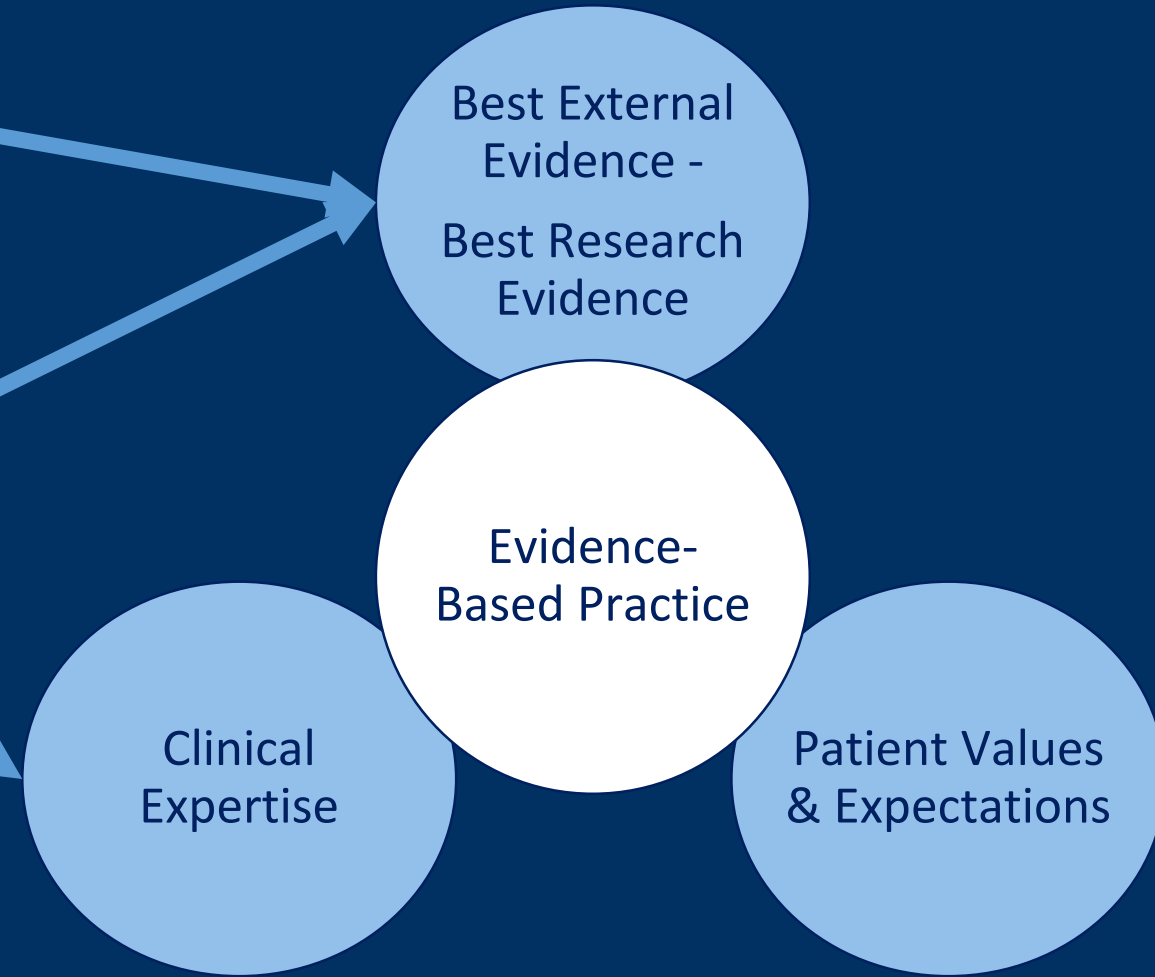 Best External
Evidence -
Best Research
Evidence
Evidence-
Based Practice
Clinical
Expertise
Patient Values
& Expectations